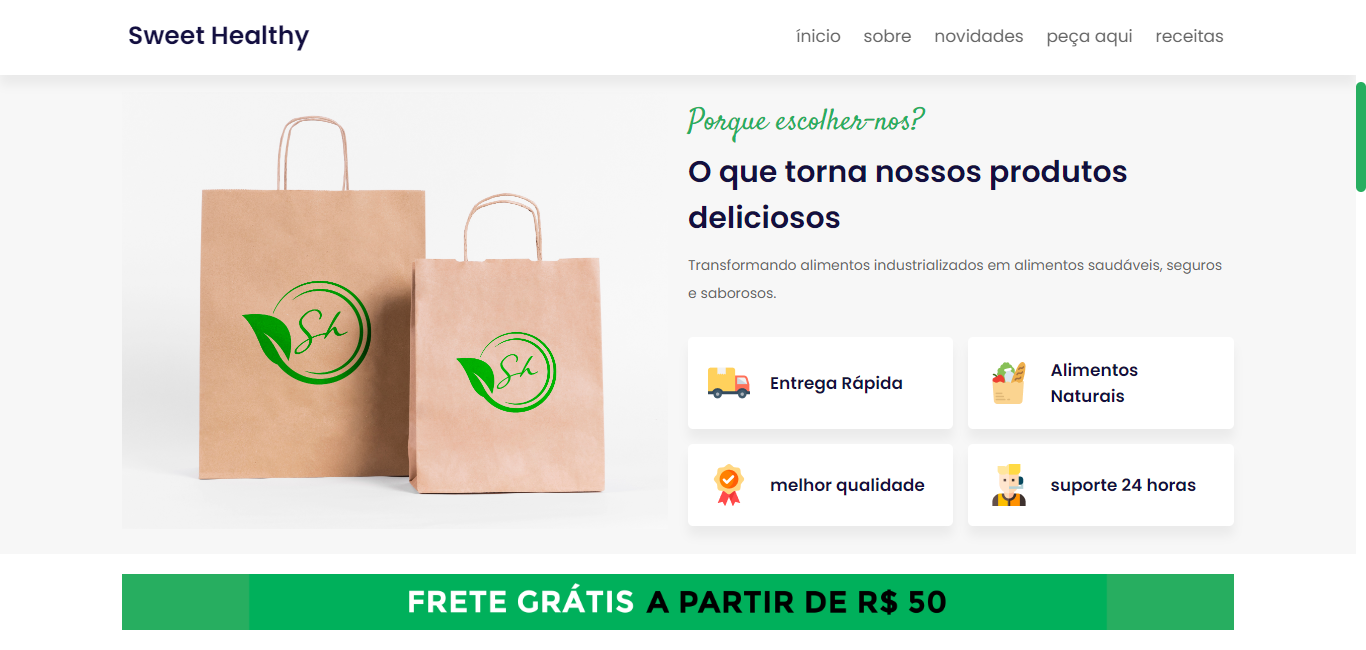 Sweet Healthy
ínicio sobre novidades peça aqui receitas
Porque escolher-nos?
O que torna nossos produtos
deliciosos
Transformando alimentos industrializados em alimentos saudáveis, seguros
e saborosos.
Sh
Sh
Entrega Rápida
Alimentos
Naturais
melhor qualidade
suporte 24 horas
FRETE GRÁTIS A PARTIR DE R$ 50